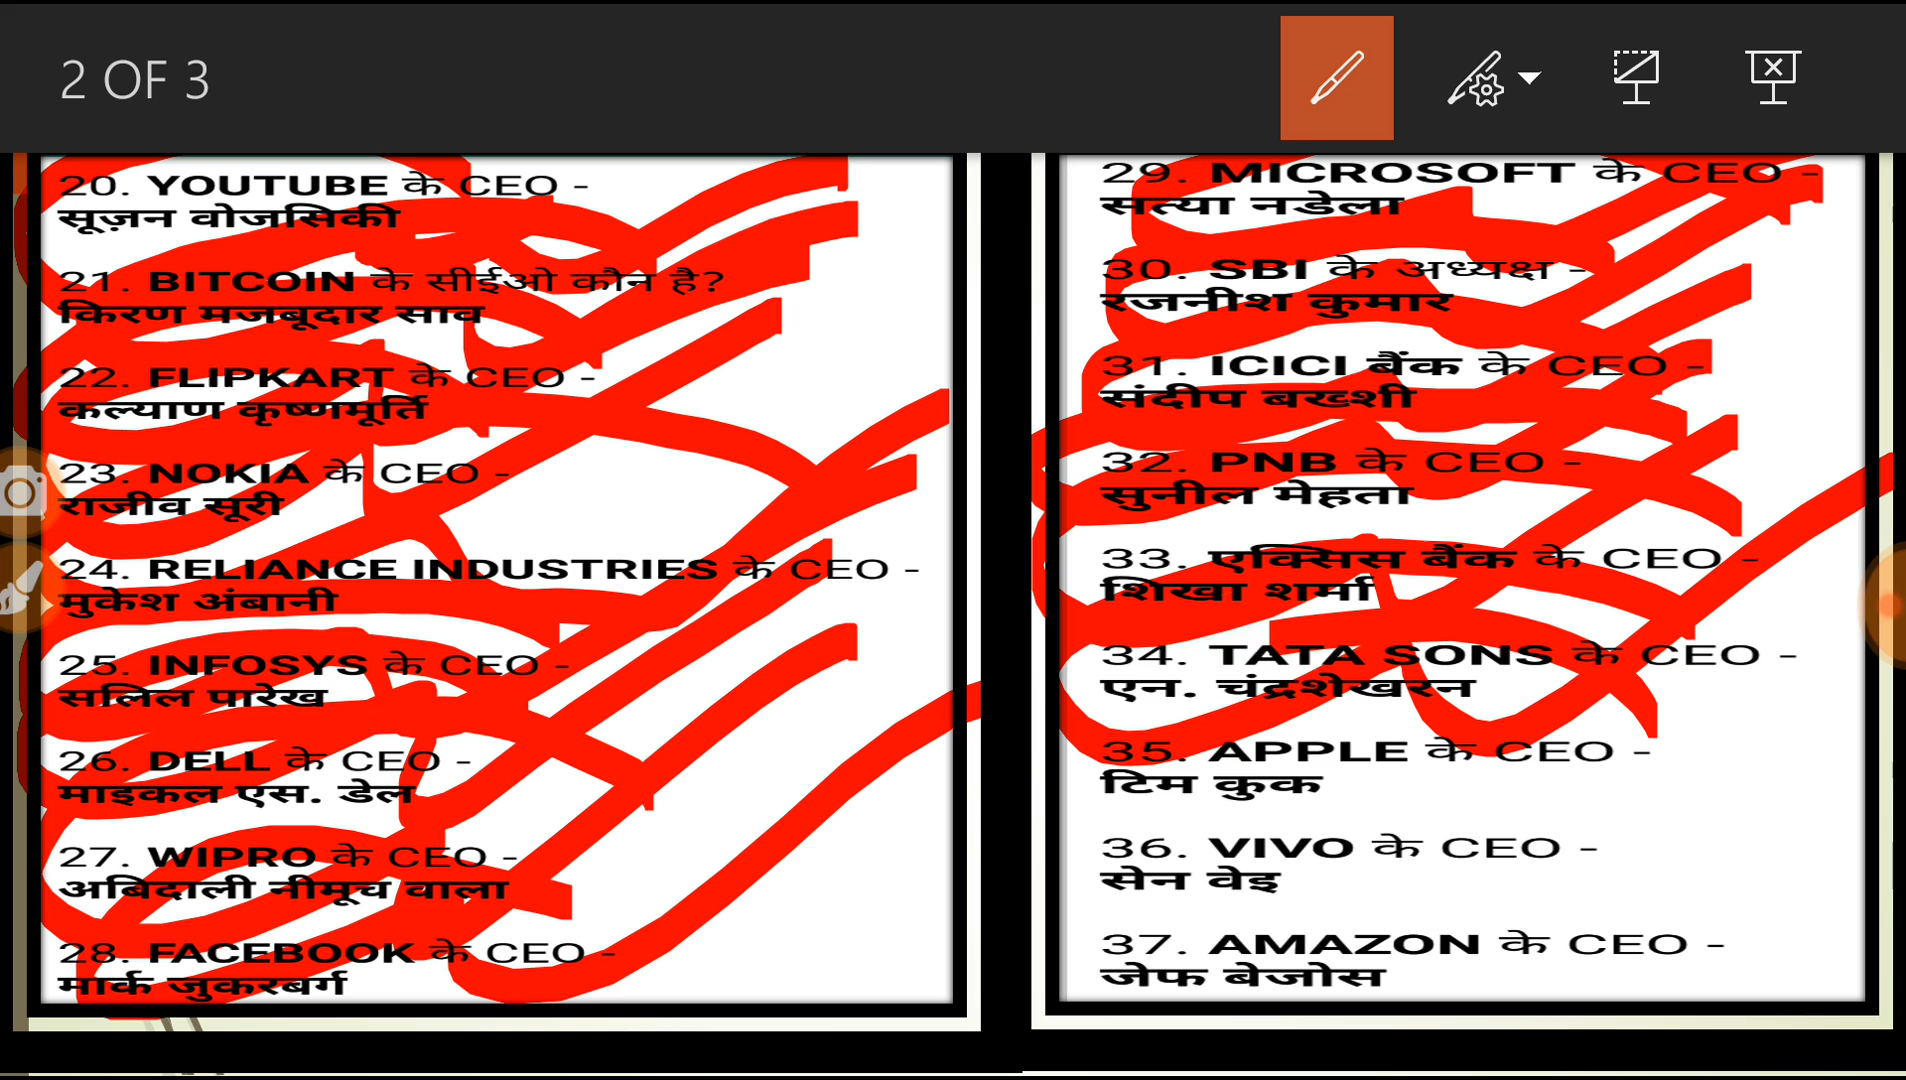 2 OF 3
20. YOUTUBE के CEO -
सूज़न वोजसिकी
21. BITCOIN के सीईओ कौन है?
किरण मजबूदार साव
22. FLIPKART के CEO -
कल्याण कृष्णमूर्ति
23. NOKIA के CEO -
राजीव सूरी
24. RELIANCE INDUSTRIES के CEO -
मुकेश अंबानी
25. INFOSYS के CEO -
सलिल पारेख
26. DELL के CEO -
माइकल एस. डेल
27. WIPRO के CEO -
अबिदाली नीमूच वाला
28. FACEBOOK के CEO -
मार्क जुकरबर्ग
29. MICROSOFT के CEO -
सत्या नडेला
30. SBI के अध्यक्ष -
रजनीश कुमार
31. ICICI बैंक के CEO -
संदीप बख्शी
32. PNB के CEO -
सुनील मेहता
33. एक्सिस बैंक के CEO -
शिखा शर्मा
34. TATA SONS के CEO -
एन. चंद्रशेखरन
35. APPLE के CEO -
टिम कुक
36. VIVO के CEO -
सेन वेइ
37. AMAZON के CEO -
जेफ बेजोस